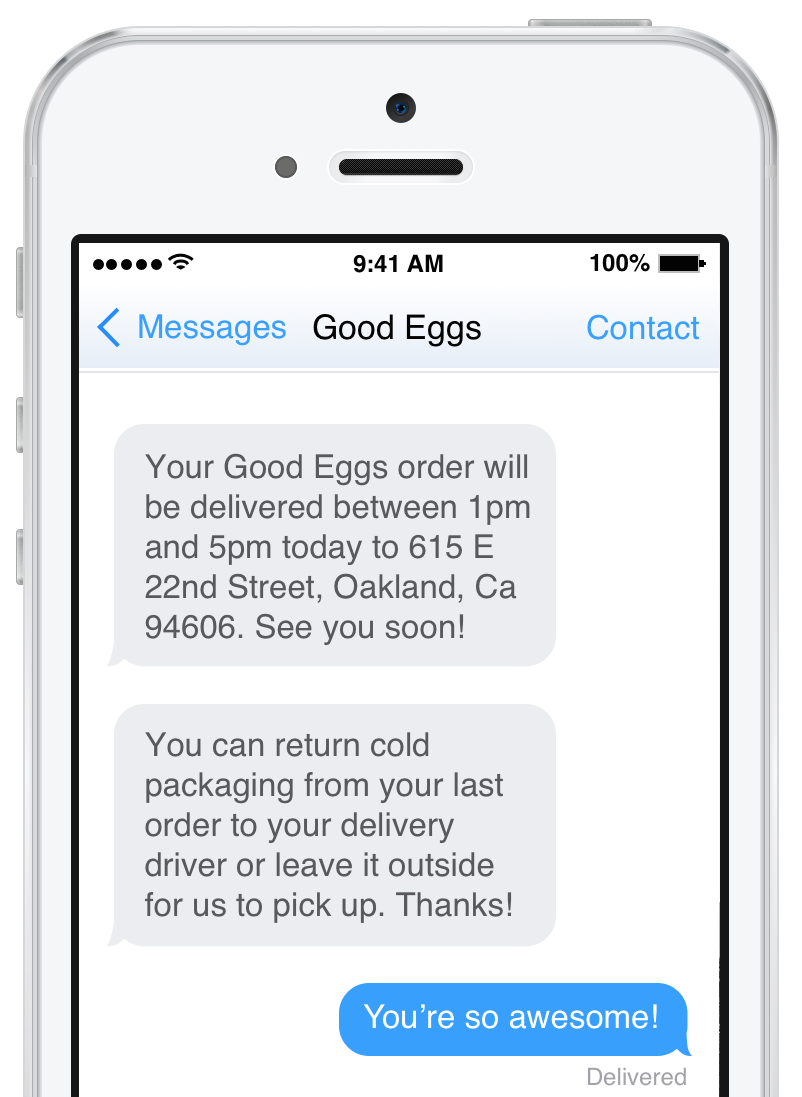 9:41 AM 100%
Messages Good Eggs Contact
Your Good Eggs order will
be delivered between 1pm
and 5pm today to 615 E
22nd Street, Oakland, Ca
94606. See you soon!
You can return cold
packaging from your last
order to your delivery
driver or leave it outside
for us to pick up. Thanks!
You’re so awesome!
Delivered